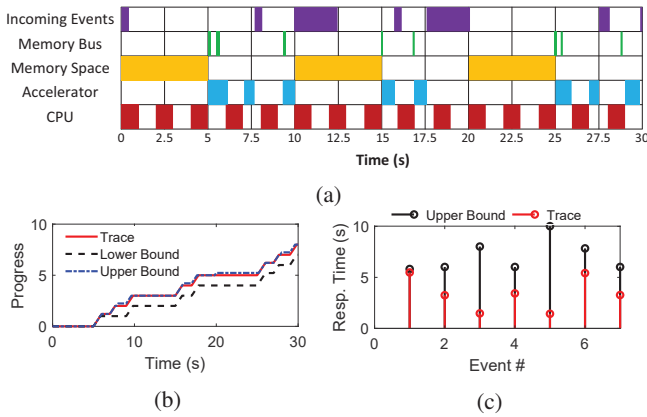 Incoming Events
Memory Bus
Memory Space
Accelerator
CPU
0 2.5 5 7.5 10 12.5 15 17.5 20 22.5 25 27.5 30
Time (s)
(a)
10
5
0
Progress
Trace
Lower Bound
Upper Bound
0 10 20 30
Time (s)
(b)
Upper Bound Trace
10
5
0
Resp. Time (s)
0 2 4 6
Event #
(c)